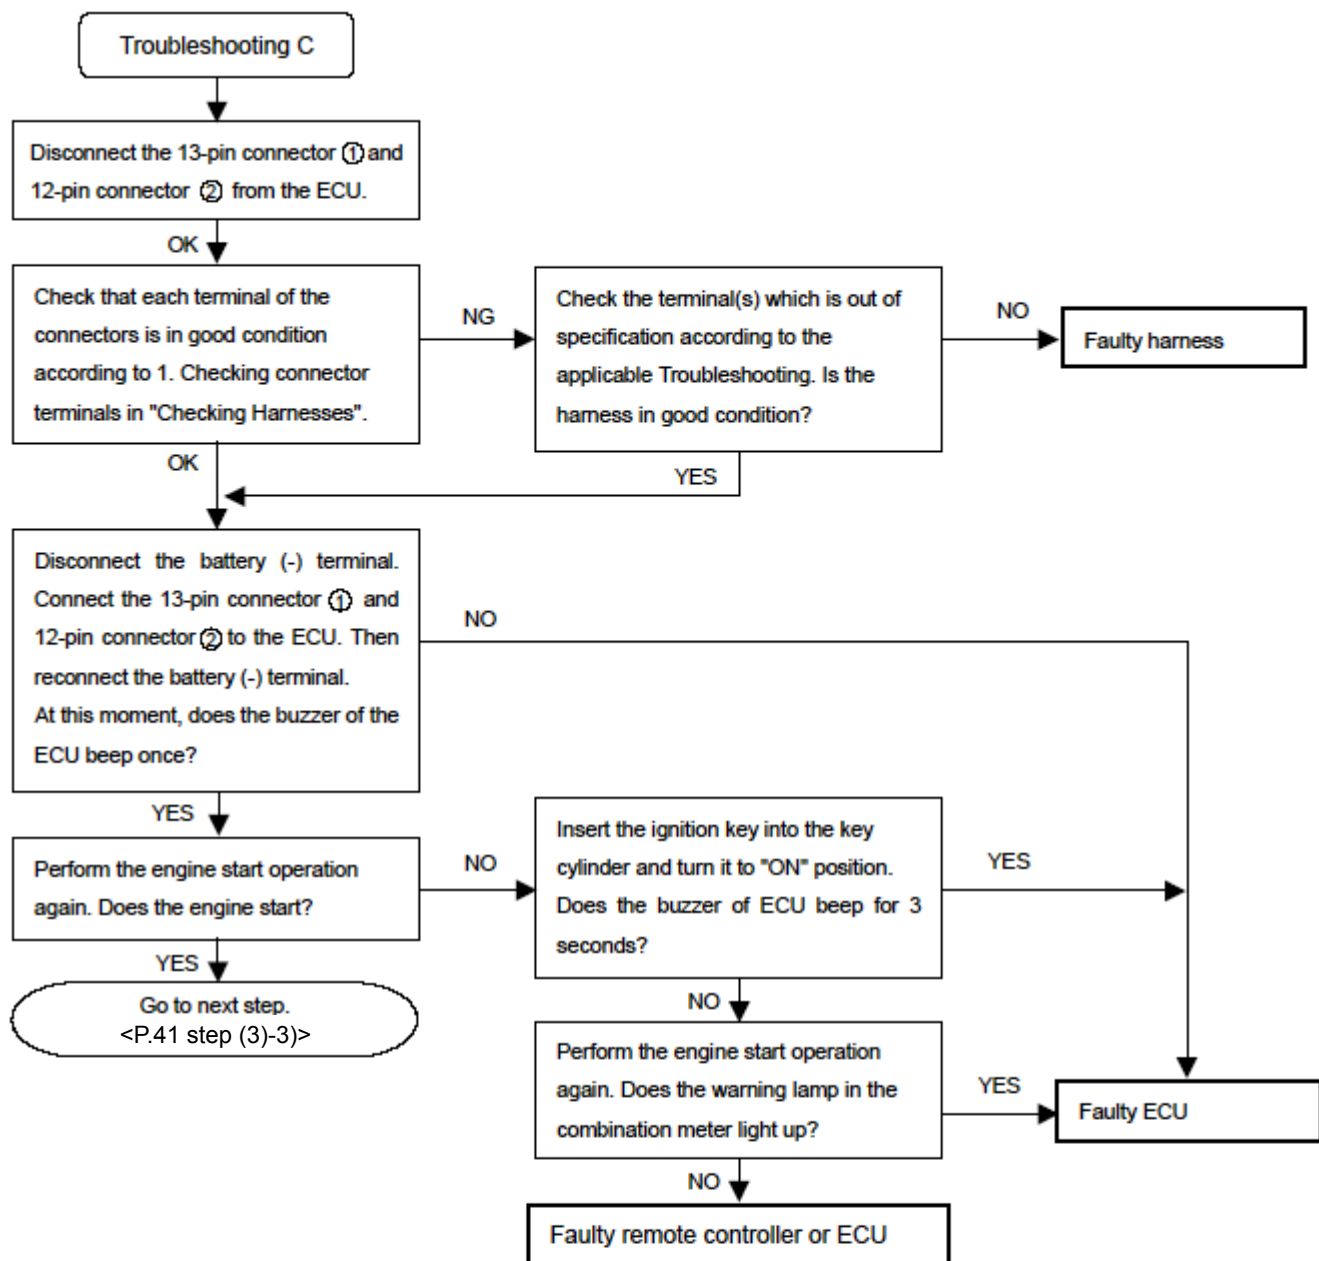 Troubleshooting C
Disconnect the 13-pin connector ① and
12-pin connector ② from the ECU.
OK
Check that each terminal of the
connectors is in good condition
according to 1. Checking connector
terminals in "Checking Harnesses".
NG
Check the terminal(s) which is out of
specification according to the
applicable Troubleshooting. Is the
harness in good condition?
NO
Faulty harness
OK
YES
Disconnect the battery (-) terminal.
Connect the 13-pin connector ① and
12-pin connector ② to the ECU. Then
reconnect the battery (-) terminal.
At this moment, does the buzzer of the
ECU beep once?
NO
YES
Perform the engine start operation
again. Does the engine start?
NO
Insert the ignition key into the key
cylinder and turn it to "ON" position.
Does the buzzer of ECU beep for 3
seconds?
YES
YES
Go to next step.
<P.41 step (3)-3)>
NO
Perform the engine start operation
again. Does the warning lamp in the
combination meter light up?
YES
Faulty ECU
NO
Faulty remote controller or ECU